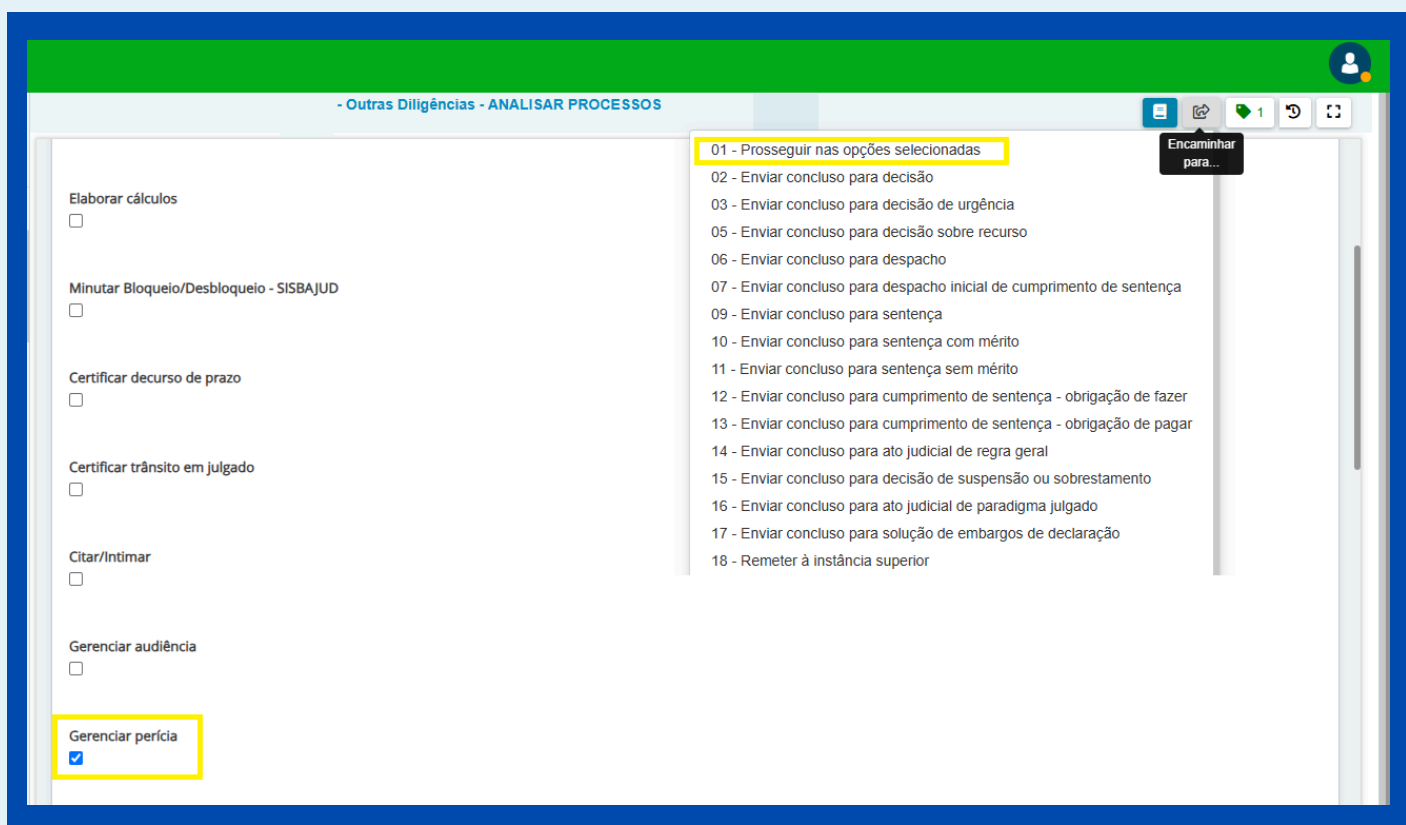 - Outras Diligências - ANALISAR PROCESSOS
1
Encaminhar
para...
01 - Prosseguir nas opções selecionadas
02 - Enviar concluso para decisão
03 - Enviar concluso para decisão de urgência
05 - Enviar concluso para decisão sobre recurso
06 - Enviar concluso para despacho
07 - Enviar concluso para despacho inicial de cumprimento de sentença
09 - Enviar concluso para sentença
10 - Enviar concluso para sentença com mérito
11 - Enviar concluso para sentença sem mérito
12 - Enviar concluso para cumprimento de sentença - obrigação de fazer
13 - Enviar concluso para cumprimento de sentença - obrigação de pagar
14 - Enviar concluso para ato judicial de regra geral
15 - Enviar concluso para decisão de suspensão ou sobrestamento
16 - Enviar concluso para ato judicial de paradigma julgado
17 - Enviar concluso para solução de embargos de declaração
18 - Remeter à instância superior
Elaborar cálculos
Minutar Bloqueio/Desbloqueio - SISBAJUD
Certificar decurso de prazo
Certificar trânsito em julgado
Citar/Intimar
Gerenciar audiência
Gerenciar perícia